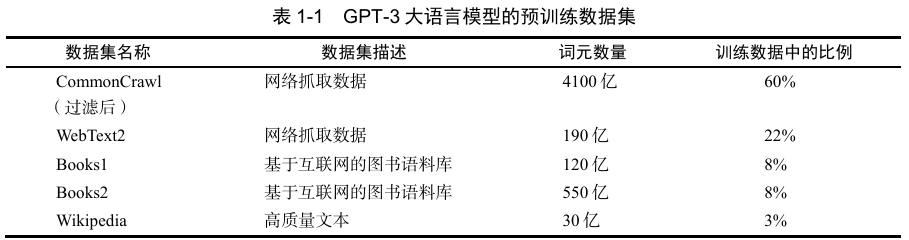 表 1-1 GPT-3 大语言模型的预训练数据集
数据集名称 数据集描述 词元数量 训练数据中的比例
CommonCrawl 网络抓取数据 4100 亿 60%
（过滤后）
WebText2 网络抓取数据 190 亿 22%
Books1 基于互联网的图书语料库 120 亿 8%
Books2 基于互联网的图书语料库 550 亿 8%
Wikipedia 高质量文本 30 亿 3%